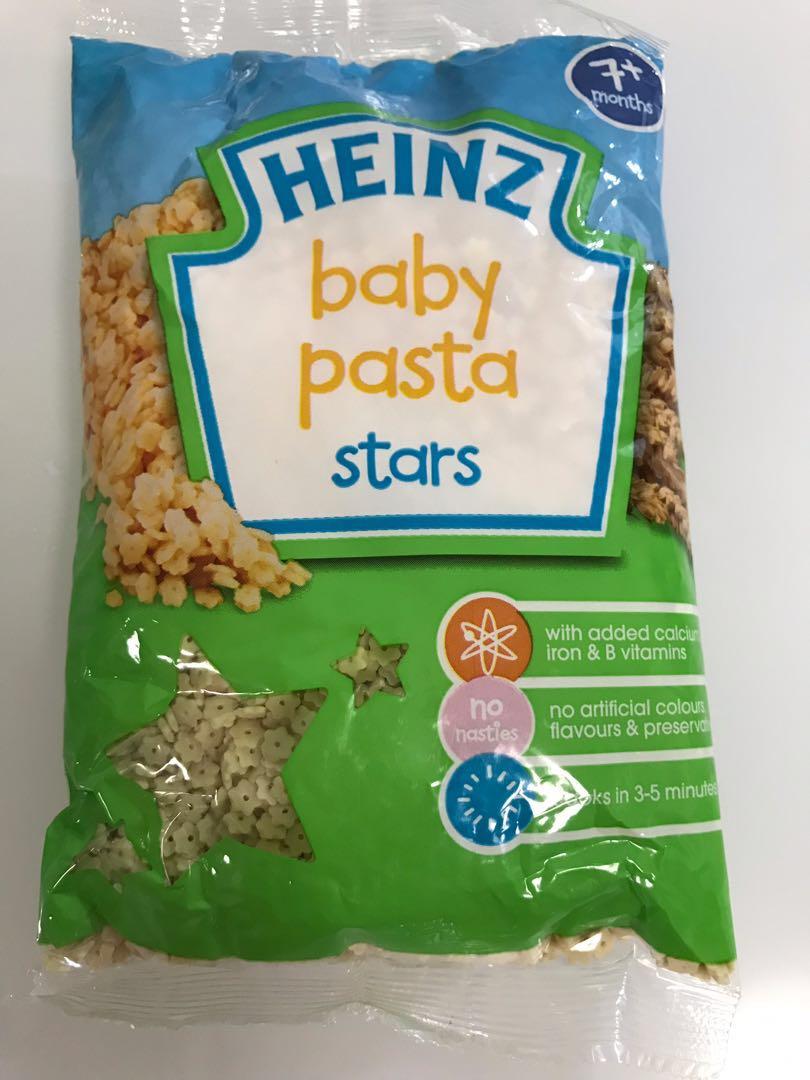 7+
months
HEINZ
baby
pasta
stars
with added calcium
iron & B vitamins
no
nasties
no artificial colours,
flavours &
in 3-5 minutes